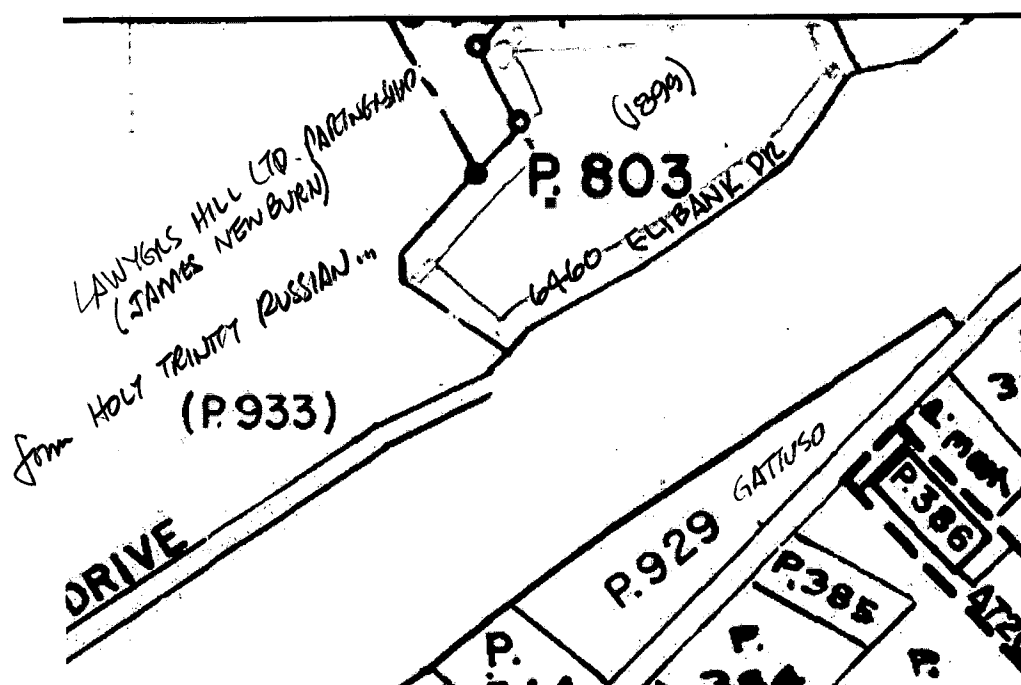 (1899)
P. 803
6460 ELIBANK DR
LAWYERS HILL LTD. PARTNERSHIP
(JAMES NEWBURN)
from HOLY TRINITY RUSSIAN...
(P. 933)
DRIVE
GATTUSO
P. 929
3
P.
P. 386
P. 385
P.
P.
P.